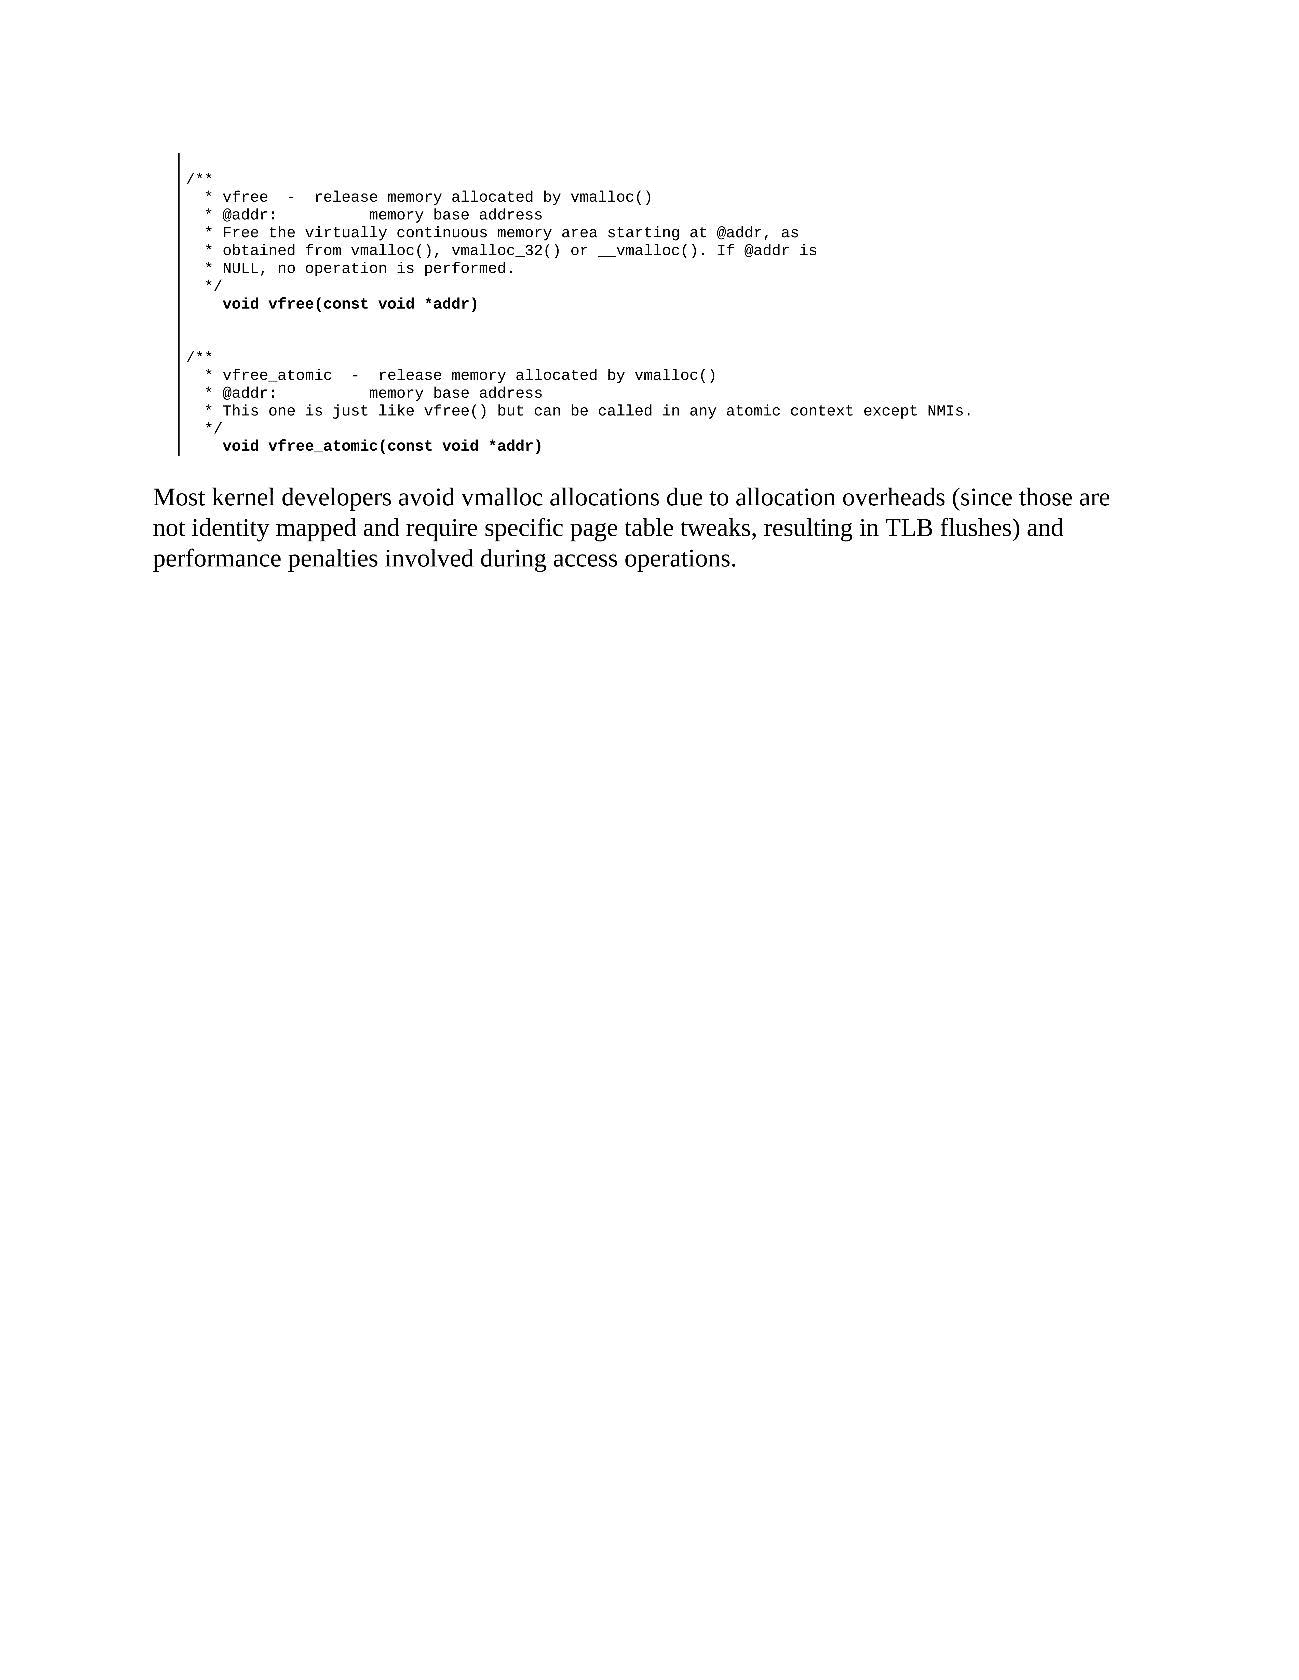 /**
  * vfree  -  release memory allocated by vmalloc()
  * @addr:          memory base address
  * Free the virtually continuous memory area starting at @addr, as
  * obtained from vmalloc(), vmalloc_32() or __vmalloc(). If @addr is
  * NULL, no operation is performed.
  */
    void vfree(const void *addr)
/**
  * vfree_atomic  -  release memory allocated by vmalloc()
  * @addr:          memory base address
  * This one is just like vfree() but can be called in any atomic context except NMIs.
  */
    void vfree_atomic(const void *addr)
Most kernel developers avoid vmalloc allocations due to allocation overheads (since those are
not identity mapped and require specific page table tweaks, resulting in TLB flushes) and
performance penalties involved during access operations.